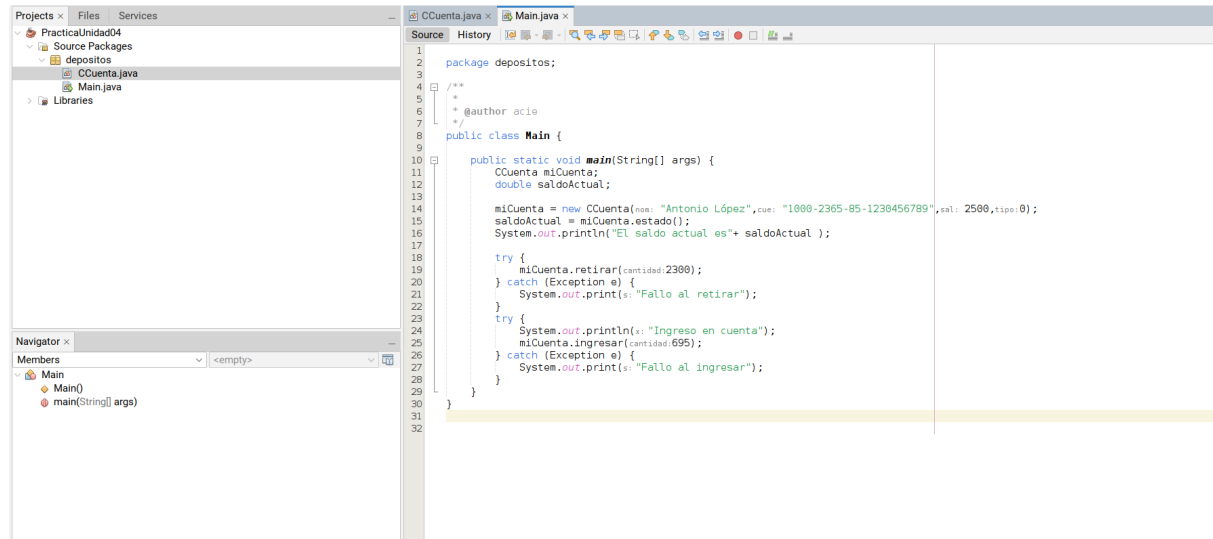 Projects × Files Services
PracticaUnidad04
Source Packages
depositos
CCuenta.java
Main.java
Libraries
Navigator ×
Members <empty>
Main
Main()
main(String[] args)
CCuenta.java × Main.java ×
Source History
1
2 package depositos;
3
4 /**
5 *
6 * @author acie
7 */
8 public class Main {
9
10 public static void main(String[] args) {
11 CCuenta miCuenta;
12 double saldoActual;
13
14 miCuenta = new CCuenta(nom: "Antonio López",cue: "1000-2365-85-1230456789",sal: 2500,tipo:0);
15 saldoActual = miCuenta.estado();
16 System.out.println("El saldo actual es"+ saldoActual );
17
18 try {
19 miCuenta.retirar(cantidad:2300);
20 } catch (Exception e) {
21 System.out.print(s: "Fallo al retirar");
22 }
23 try {
24 System.out.println(x: "Ingreso en cuenta");
25 miCuenta.ingresar(cantidad:695);
26 } catch (Exception e) {
27 System.out.print(s: "Fallo al ingresar");
28 }
29 }
30 }
31
32